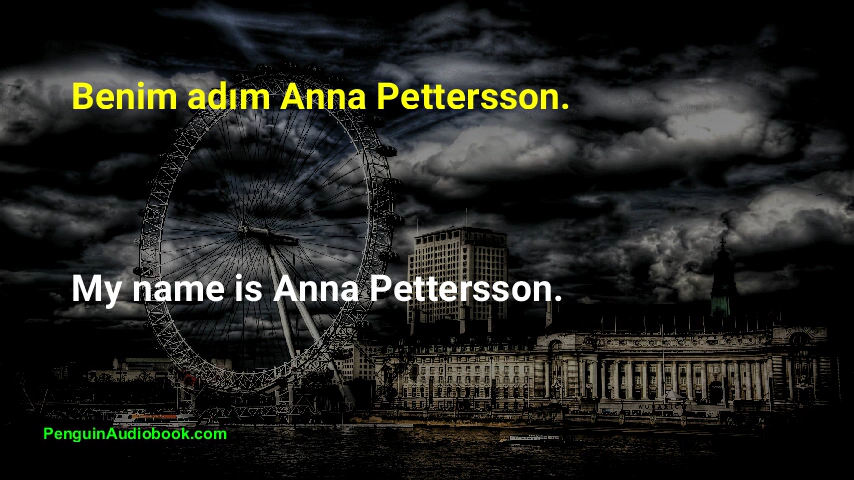 Benim adım Anna Pettersson.
My name is Anna Pettersson.
PenguinAudiobook.com